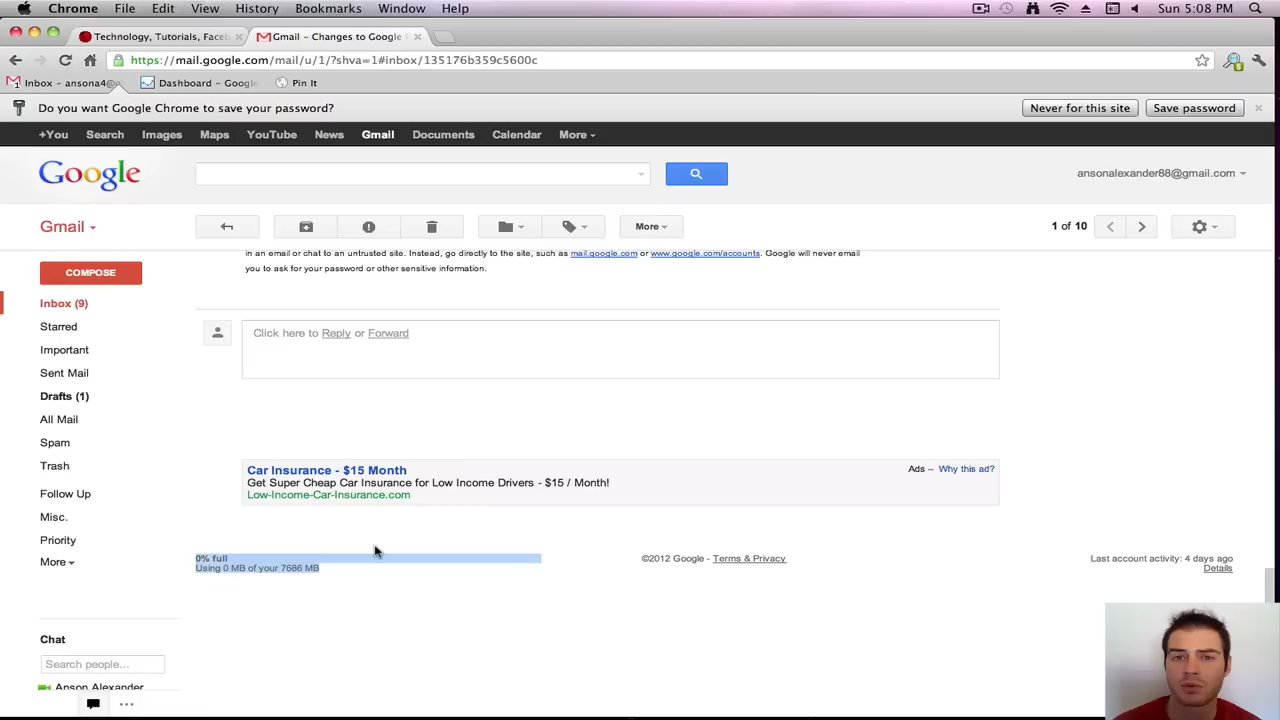 Chrome File Edit View History Bookmarks Window Help Sun 5:08 PM
Technology, Tutorials, Faceb Gmail – Changes to Google
https://mail.google.com/mail/u/1/?shva=1#inbox/135176b359c5600c
Inbox - ansona4@ Dashboard - Google Pin It
Do you want Google Chrome to save your password? Never for this site Save password
+You Search Images Maps YouTube News Gmail Documents Calendar More
Google ansonalexander88@gmail.com
Gmail More 1 of 10
in an email or chat to an untrusted site. Instead, go directly to the site, such as mail.google.com or www.google.com/accounts. Google will never email
you to ask for your password or other sensitive information.
COMPOSE
Inbox (9)
Starred
Important
Sent Mail
Drafts (1)
All Mail
Spam
Trash
Follow Up
Misc.
Priority
More
Click here to Reply or Forward
Car Insurance - $15 Month Ads – Why this ad?
Get Super Cheap Car Insurance for Low Income Drivers - $15 / Month!
Low-Income-Car-Insurance.com
0% full
Using 0 MB of your 7686 MB
©2012 Google - Terms & Privacy
Last account activity: 4 days ago
Details
Chat
Search people...
Anson Alexander